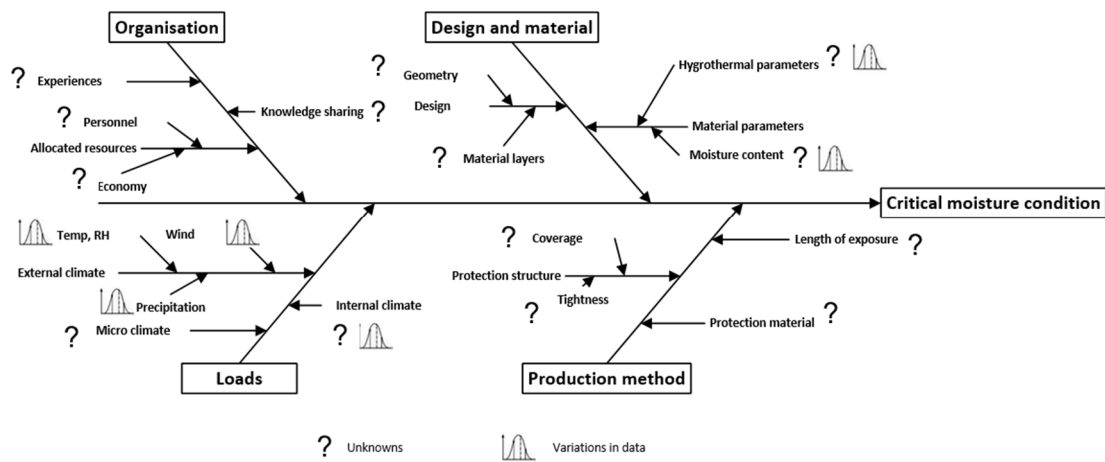 Organisation
Design and material
? Experiences
Knowledge sharing
? Personnel
Allocated resources
? Economy
? Geometry
? Design
? Material layers
Hygrothermal parameters ?
Material parameters
Moisture content ?
Critical moisture condition
Temp, RH
Wind
External climate
Precipitation
? Micro climate
Internal climate
?
Loads
? Coverage
Protection structure
Tightness
?
Length of exposure ?
Protection material ?
Production method
? Unknowns
Variations in data